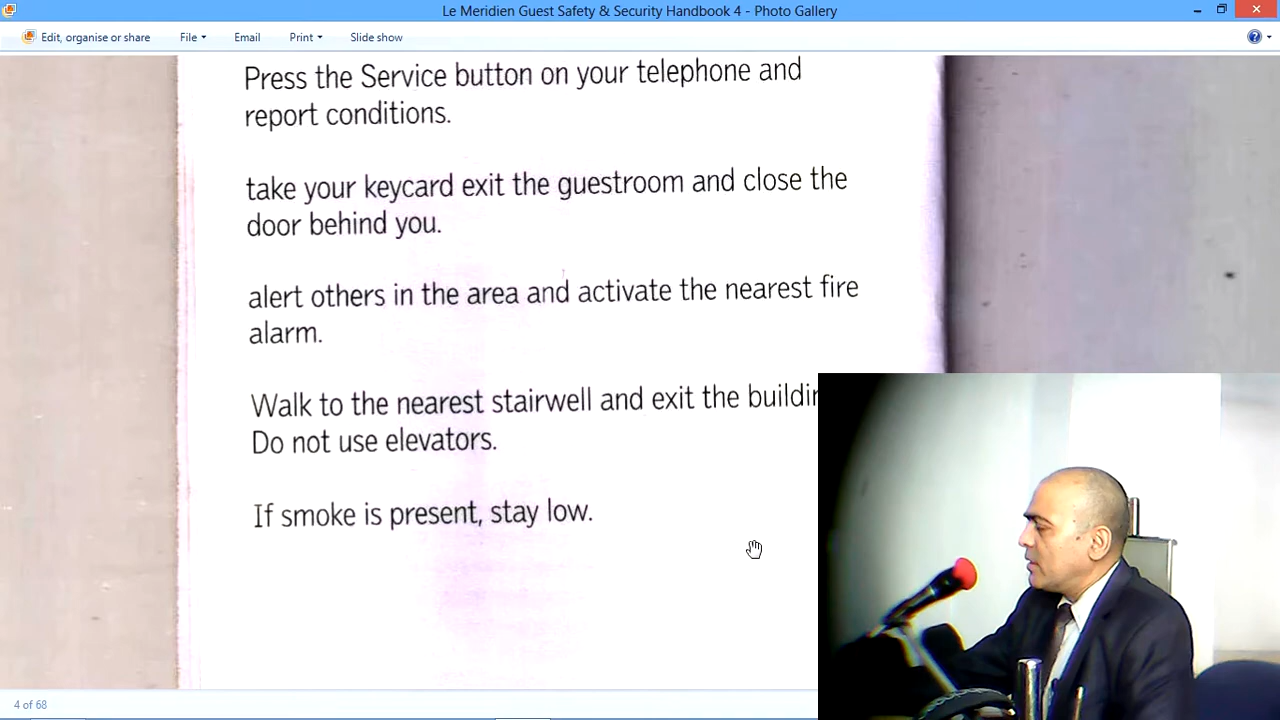 Le Meridien Guest Safety & Security Handbook 4 - Photo Gallery
Edit, organise or share
File
Email
Print
Slide show
Press the Service button on your telephone and
report conditions.
take your keycard exit the guestroom and close the
door behind you.
alert others in the area and activate the nearest fire
alarm.
Walk to the nearest stairwell and exit the
Do not use elevators.
If smoke is present, stay low.
4 of 68